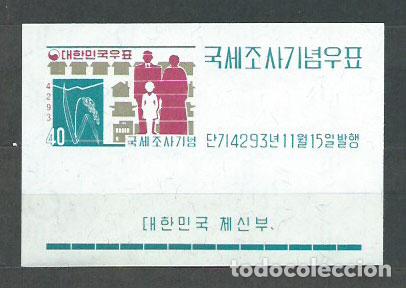 국세조사기념우표
대한민국우표
4293
40
국세조사기념
단기4293년11월15일발행
대한민국 체신부.
todocoleccion